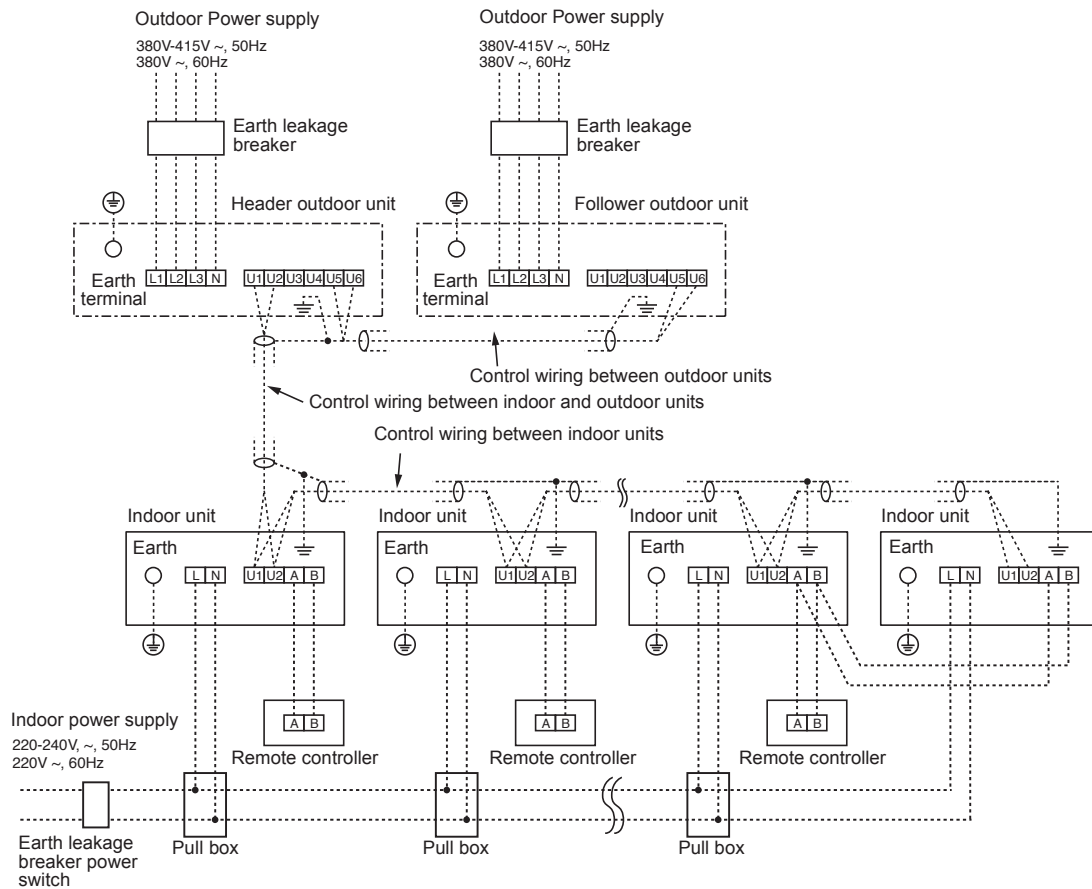 Outdoor Power supply
380V-415V ~, 50Hz
380V ~, 60Hz
Outdoor Power supply
380V-415V ~, 50Hz
380V ~, 60Hz
Earth leakage
breaker
Earth leakage
breaker
Header outdoor unit
Follower outdoor unit
Earth
terminal
L1 L2 L3 N
U1 U2 U3 U4 U5 U6
Earth
terminal
L1 L2 L3 N
U1 U2 U3 U4 U5 U6
Control wiring between outdoor units
Control wiring between indoor and outdoor units
Control wiring between indoor units
Indoor unit
Indoor unit
Indoor unit
Indoor unit
Earth
Earth
Earth
Earth
L N
U1 U2 A B
L N
U1 U2 A B
L N
U1 U2 A B
L N
U1 U2 A B
A B
A B
A B
Remote controller
Remote controller
Remote controller
Indoor power supply
220-240V, ~, 50Hz
220V ~, 60Hz
Earth leakage
breaker power
switch
Pull box
Pull box
Pull box